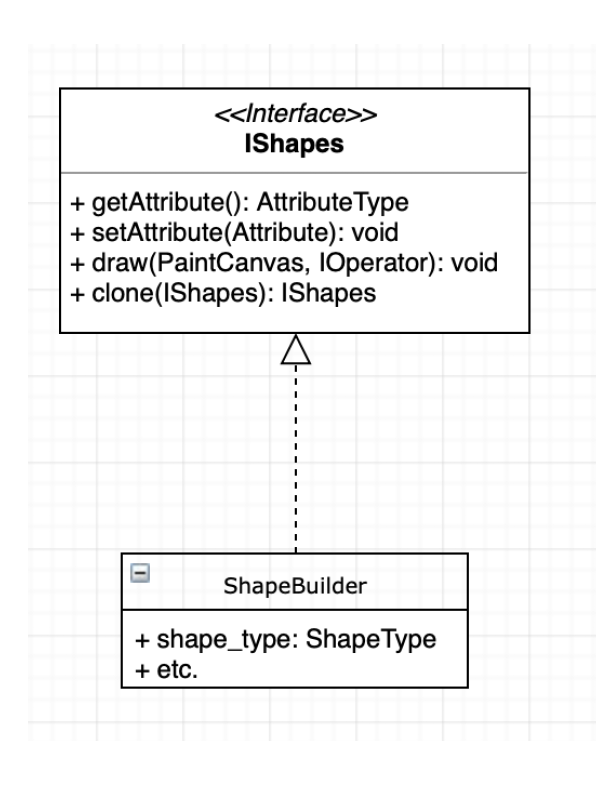 <<Interface>>
IShapes
+ getAttribute(): AttributeType
+ setAttribute(Attribute): void
+ draw(PaintCanvas, IOperator): void
+ clone(IShapes): IShapes
ShapeBuilder
+ shape_type: ShapeType
+ etc.